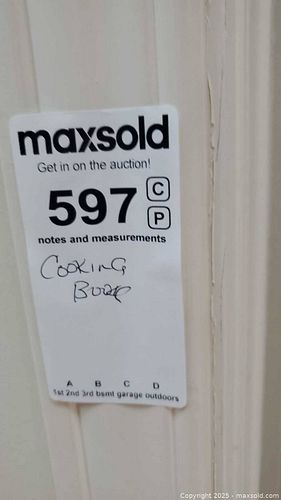 maxsold
Get in on the auction!
597 C
P
notes and measurements
Cooking
A B C D
1st 2nd 3rd bsmt garage outdoors
Copyright 2025 - maxsold.com